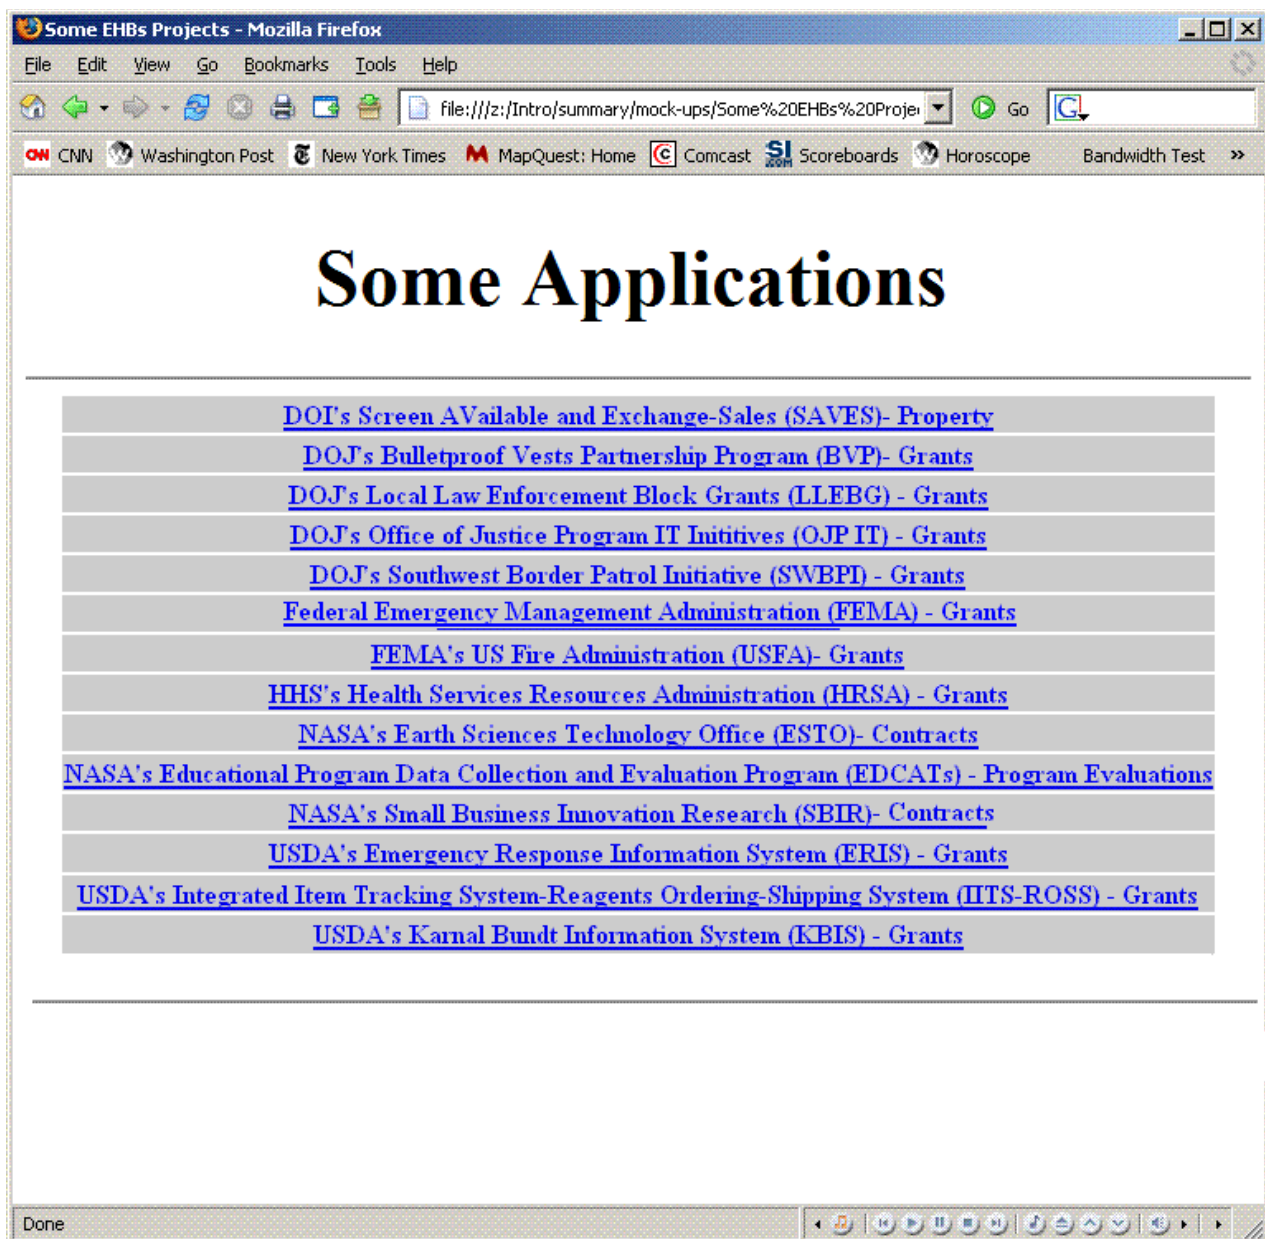 Some EHBs Projects - Mozilla Firefox
File Edit View Go Bookmarks Tools Help
file:///z:/Intro/summary/mock-ups/Some%20EHBs%20Proje Go G
CNN CNN Washington Post New York Times MapQuest: Home C Comcast SI.com Scoreboards Horoscope Bandwidth Test »
Some Applications
DOI's Screen AVailable and Exchange-Sales (SAVES)- Property
DOJ's Bulletproof Vests Partnership Program (BVP)- Grants
DOJ's Local Law Enforcement Block Grants (LLEBG) - Grants
DOJ's Office of Justice Program IT Inititives (OJP IT) - Grants
DOJ's Southwest Border Patrol Initiative (SWBPI) - Grants
Federal Emergency Management Administration (FEMA) - Grants
FEMA's US Fire Administration (USFA)- Grants
HHS's Health Services Resources Administration (HRSA) - Grants
NASA's Earth Sciences Technology Office (ESTO)- Contracts
NASA's Educational Program Data Collection and Evaluation Program (EDCATs) - Program Evaluations
NASA's Small Business Innovation Research (SBIR)- Contracts
USDA's Emergency Response Information System (ERIS) - Grants
USDA's Integrated Item Tracking System-Reagents Ordering-Shipping System (IITS-ROSS) - Grants
USDA's Karnal Bundt Information System (KBIS) - Grants
Done